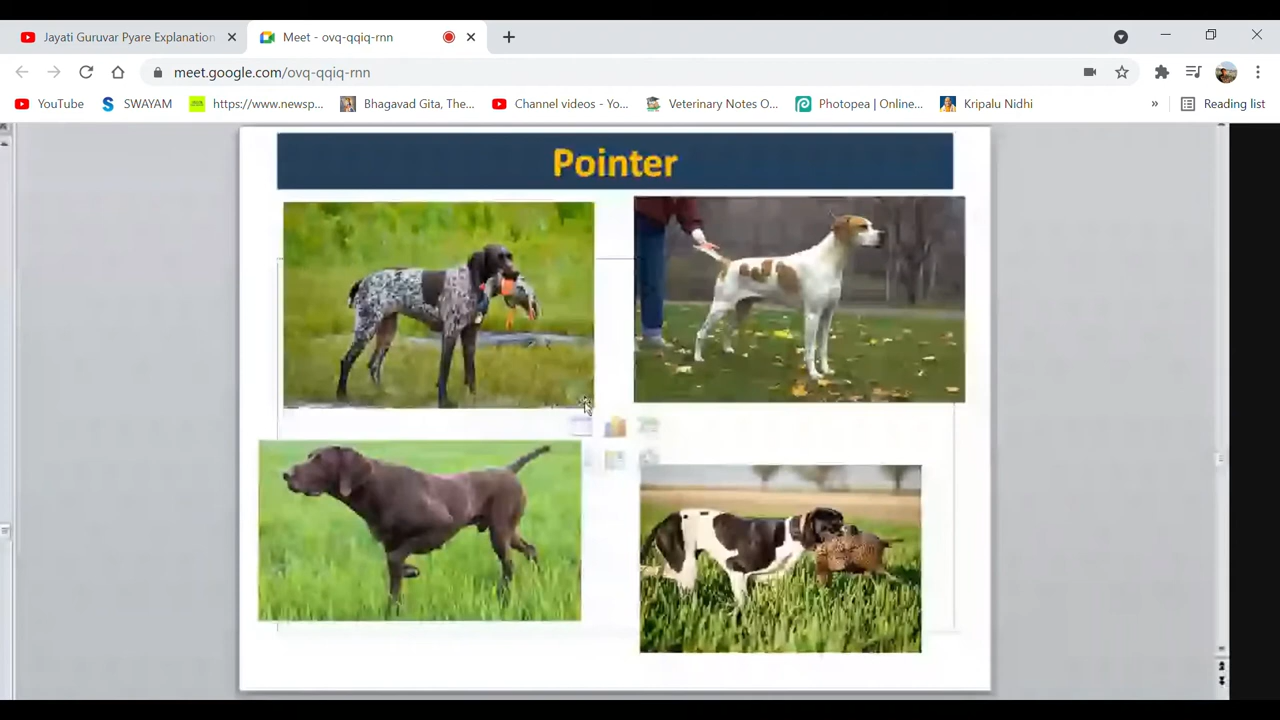 Jayati Guruvar Pyare Explanation
Meet - ovq-qqiq-rnn
meet.google.com/ovq-qqiq-rnn
YouTube
SWAYAM
https://www.newsp...
Bhagavad Gita, The...
Channel videos - Yo...
Veterinary Notes O...
Photopea | Online...
Kripalu Nidhi
»
Reading list
Pointer